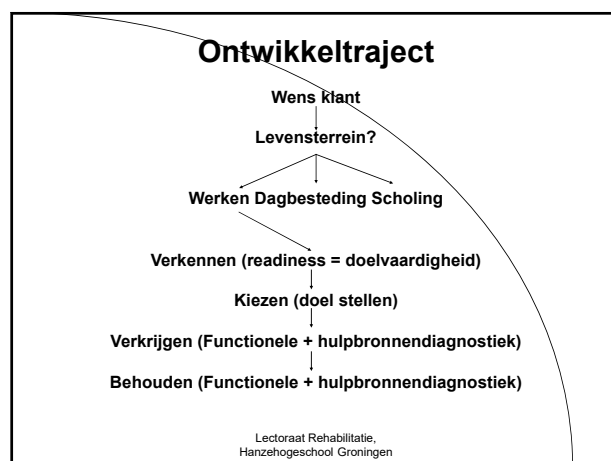 Ontwikkeltraject
Wens klant
Levensterrein?
Werken Dagbesteding Scholing
Verkennen (readiness = doelvaardigheid)
Kiezen (doel stellen)
Verkrijgen (Functionele + hulpbronnendiagnostiek)
Behouden (Functionele + hulpbronnendiagnostiek)
Lectoraat Rehabilitatie,
Hanzehogeschool Groningen